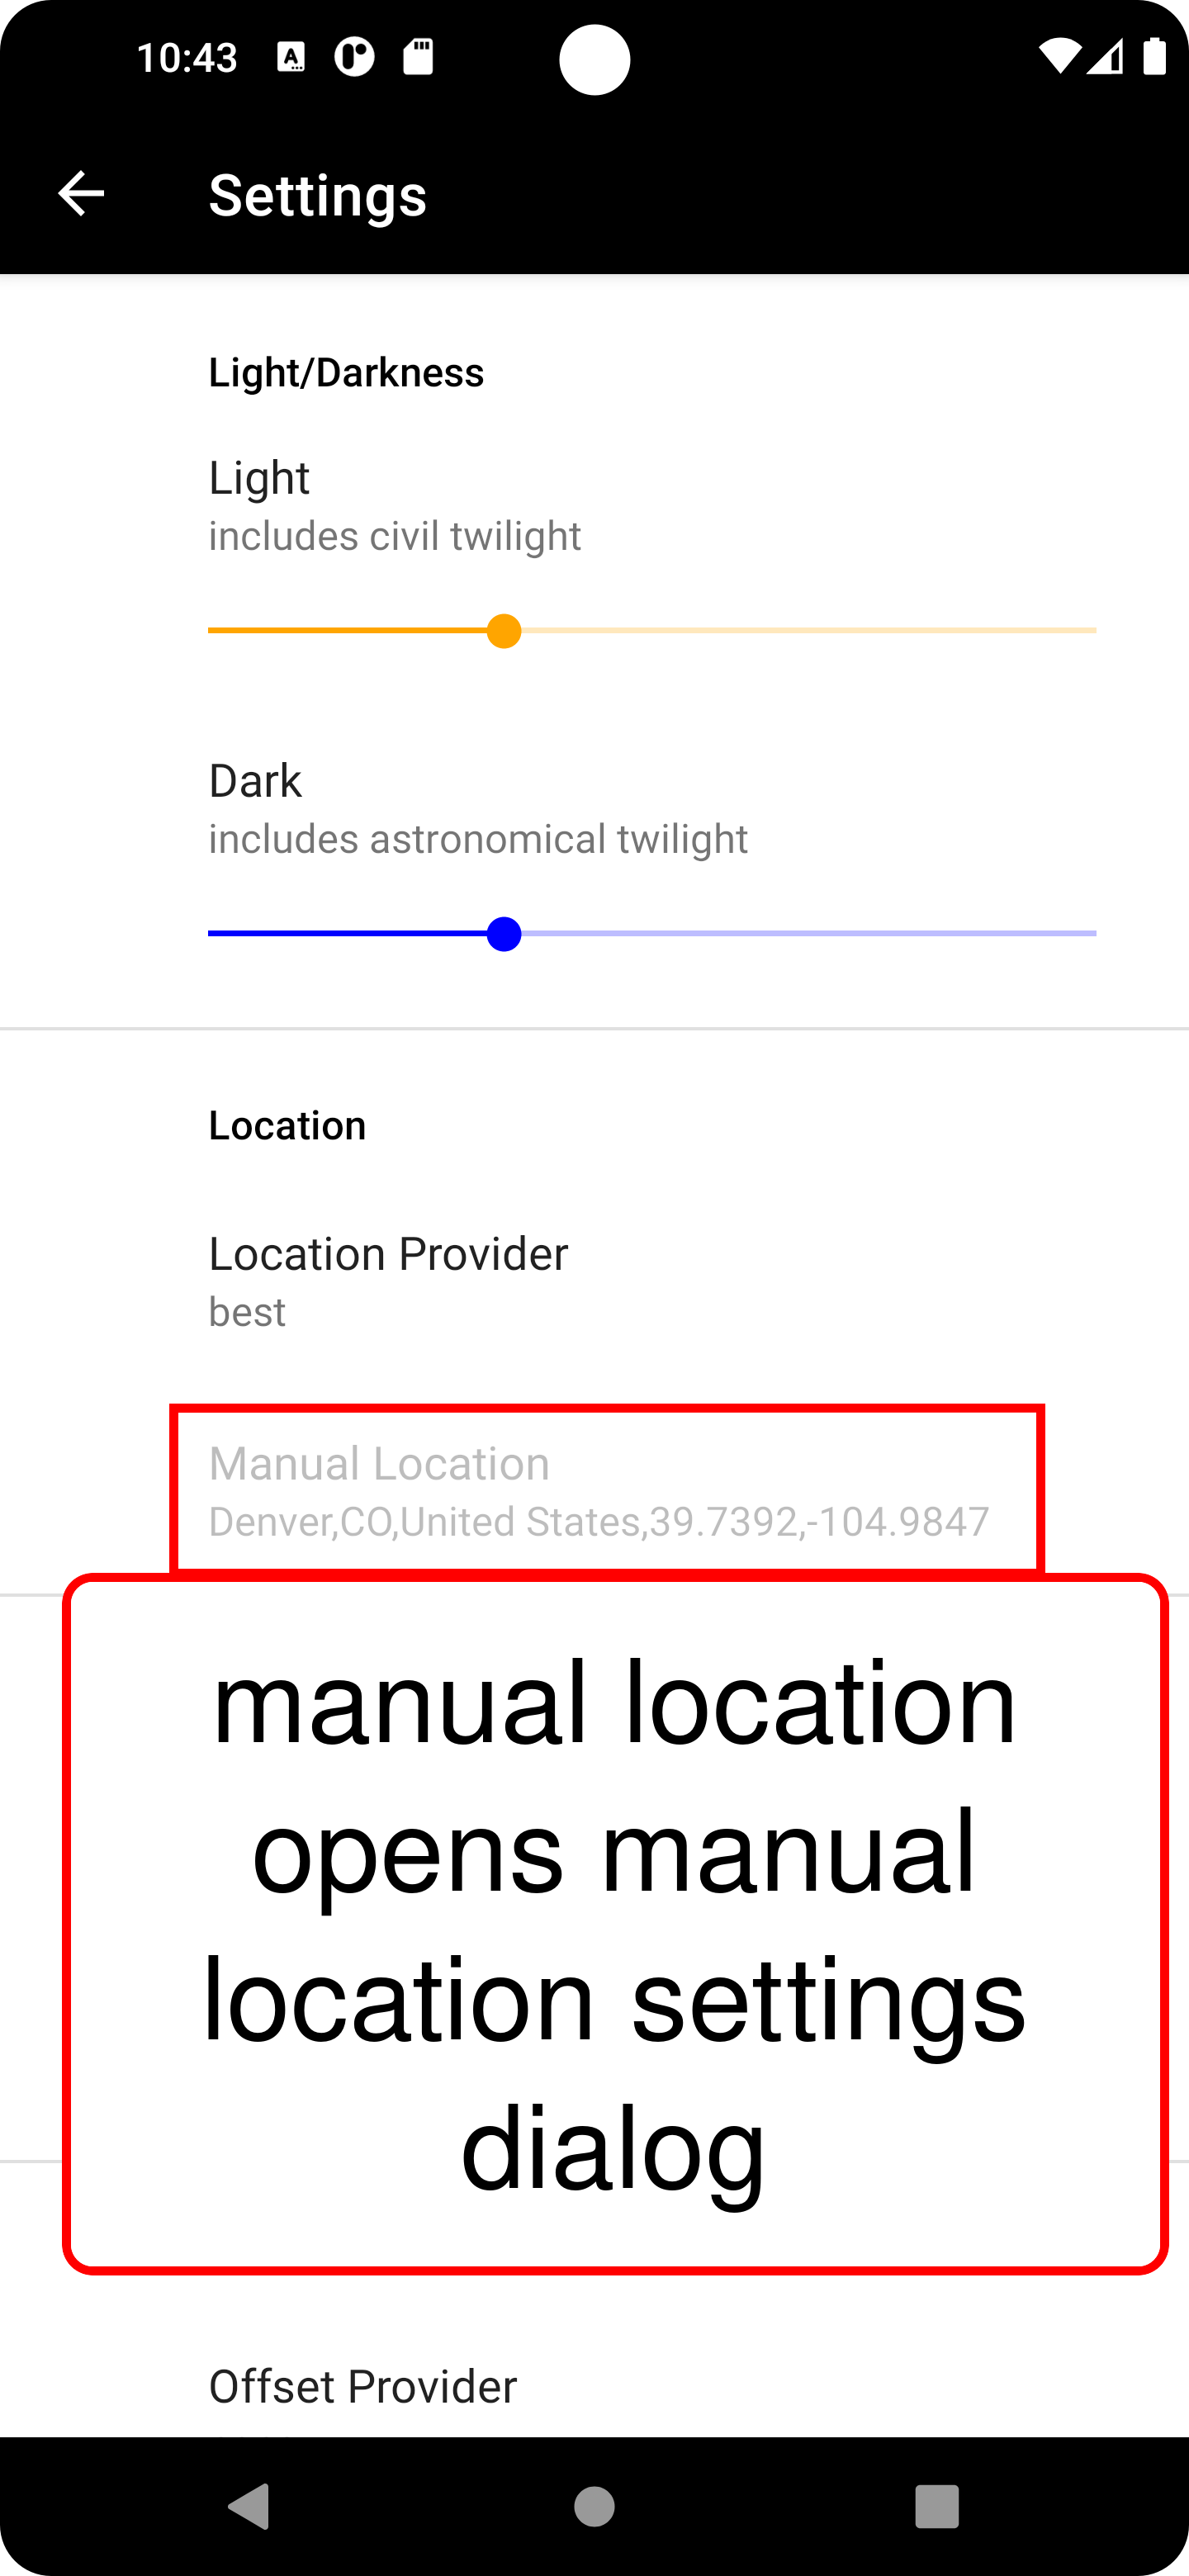 10:43
Settings
Light/Darkness
Light
includes civil twilight
Dark
includes astronomical twilight
Location
Location Provider
best
Manual Location
Denver,CO,United States,39.7392,-104.9847
manual location
opens manual
location settings
dialog
Offset Provider